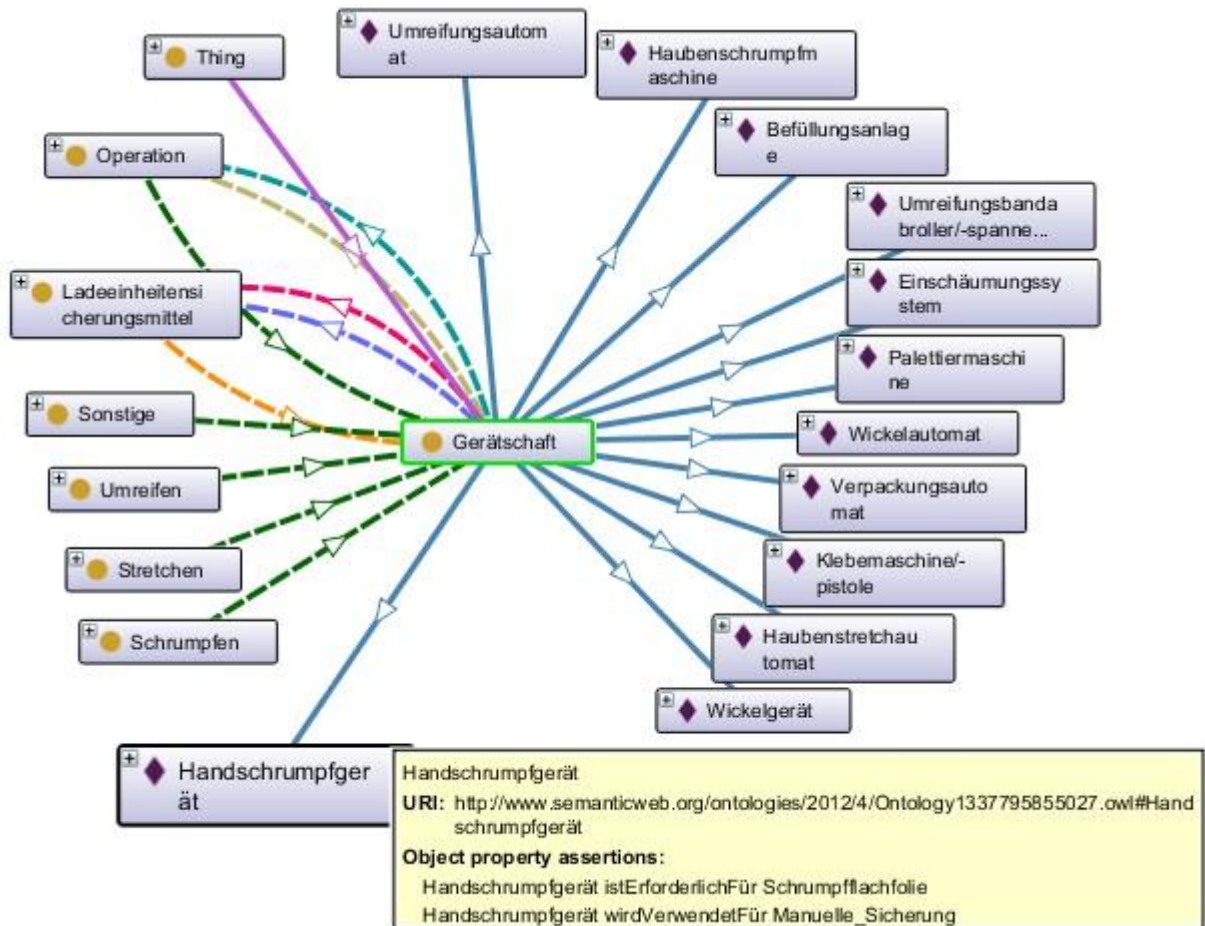 Thing
Umreifungsautom
at
Haubenschrumpfm
aschine
Befüllungsanlag
e
Operation
Umreifungsbanda
broller/-spanne...
Ladeeinheitensi
cherungsmittel
Einschäumungssy
stem
Palettiermaschi
ne
Sonstige
Gerätschaft
Wickelautomat
Umreifen
Verpackungsauto
mat
Stretchen
Klebemaschine/-
pistole
Schrumpfen
Haubenstretchau
tomat
Wickelgerät
Handschrumpfger
ät
Handschrumpfgerät
URI: http://www.semanticweb.org/ontologies/2012/4/Ontology1337795855027.owl#Hand
schrumpfgerät
Object property assertions:
Handschrumpfgerät istErforderlichFür Schrumpfflachfolie
Handschrumpfgerät wirdVerwendetFür Manuelle_Sicherung